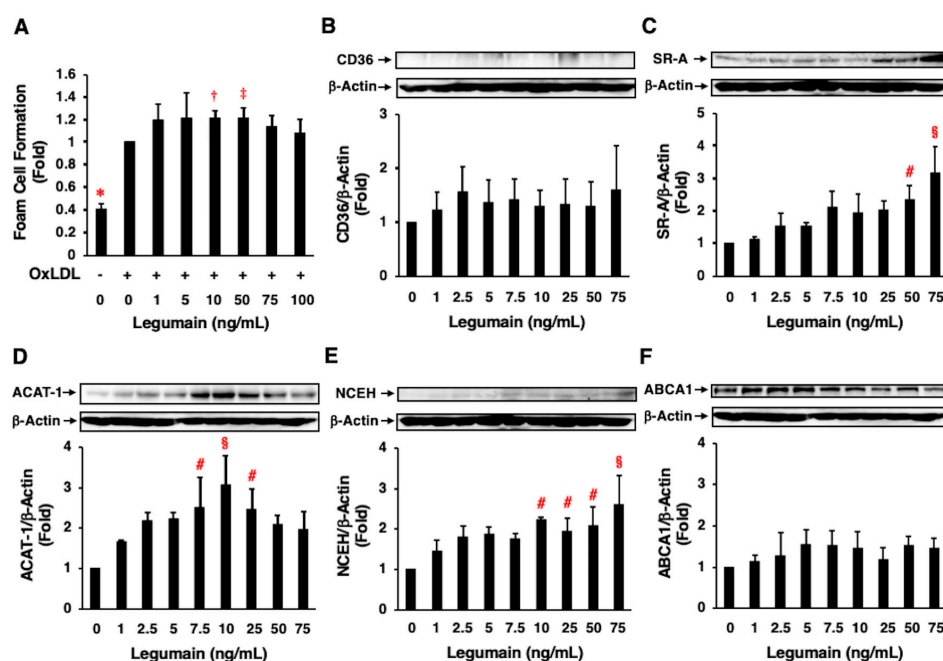 A
Foam Cell Formation
(Fold)
1.6
1.4
1.2
1
0.8
0.6
0.4
0.2
0
*
†
‡
OxLDL - + + + + + + +
0 0 1 5 10 50 75 100
Legumain (ng/mL)
B
CD36→
β-Actin→
CD36/β-Actin
(Fold)
3
2
1
0
0 1 2.5 5 7.5 10 25 50 75
Legumain (ng/mL)
C
SR-A→
β-Actin→
SR-A/β-Actin
(Fold)
5
4
3
2
1
0
#
§
0 1 2.5 5 7.5 10 25 50 75
Legumain (ng/mL)
D
ACAT-1→
β-Actin→
ACAT-1/β-Actin
(Fold)
4
3
2
1
0
#
§
#
0 1 2.5 5 7.5 10 25 50 75
Legumain (ng/mL)
E
NCEH→
β-Actin→
NCEH/β-Actin
(Fold)
4
3
2
1
0
#
#
#
§
0 1 2.5 5 7.5 10 25 50 75
Legumain (ng/mL)
F
ABCA1→
β-Actin→
ABCA1/β-Actin
(Fold)
4
3
2
1
0
0 1 2.5 5 7.5 10 25 50 75
Legumain (ng/mL)